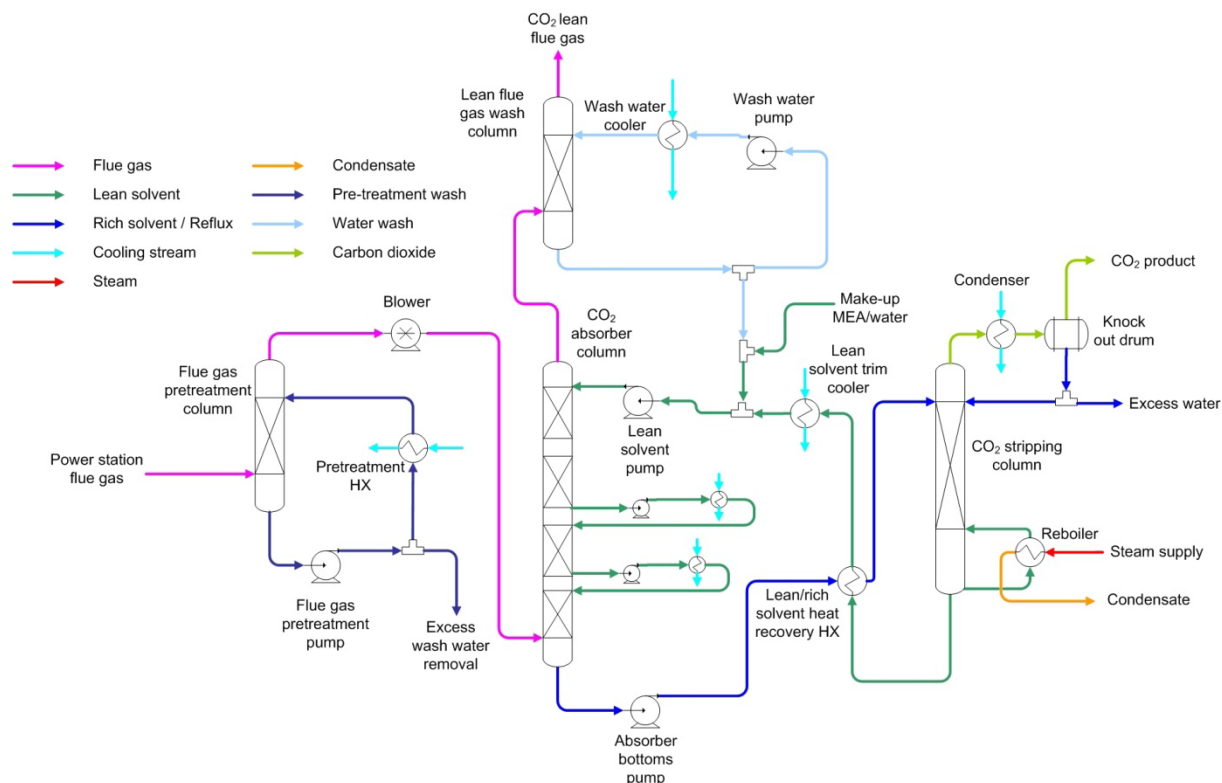 CO₂ lean
flue gas
Lean flue
gas wash
column
Wash water
cooler
Wash water
pump
Flue gas
Lean solvent
Rich solvent / Reflux
Cooling stream
Steam
Condensate
Pre-treatment wash
Water wash
Carbon dioxide
Blower
CO₂
absorber
column
Make-up
MEA/water
Lean
solvent trim
cooler
Condenser
CO₂ product
Knock
out drum
Flue gas
pretreatment
column
Power station
flue gas
Pretreatment
HX
Lean
solvent
pump
Excess water
CO₂ stripping
column
Reboiler
Steam supply
Condensate
Lean/rich
solvent heat
recovery HX
Flue gas
pretreatment
pump
Excess
wash water
removal
Absorber
bottoms
pump